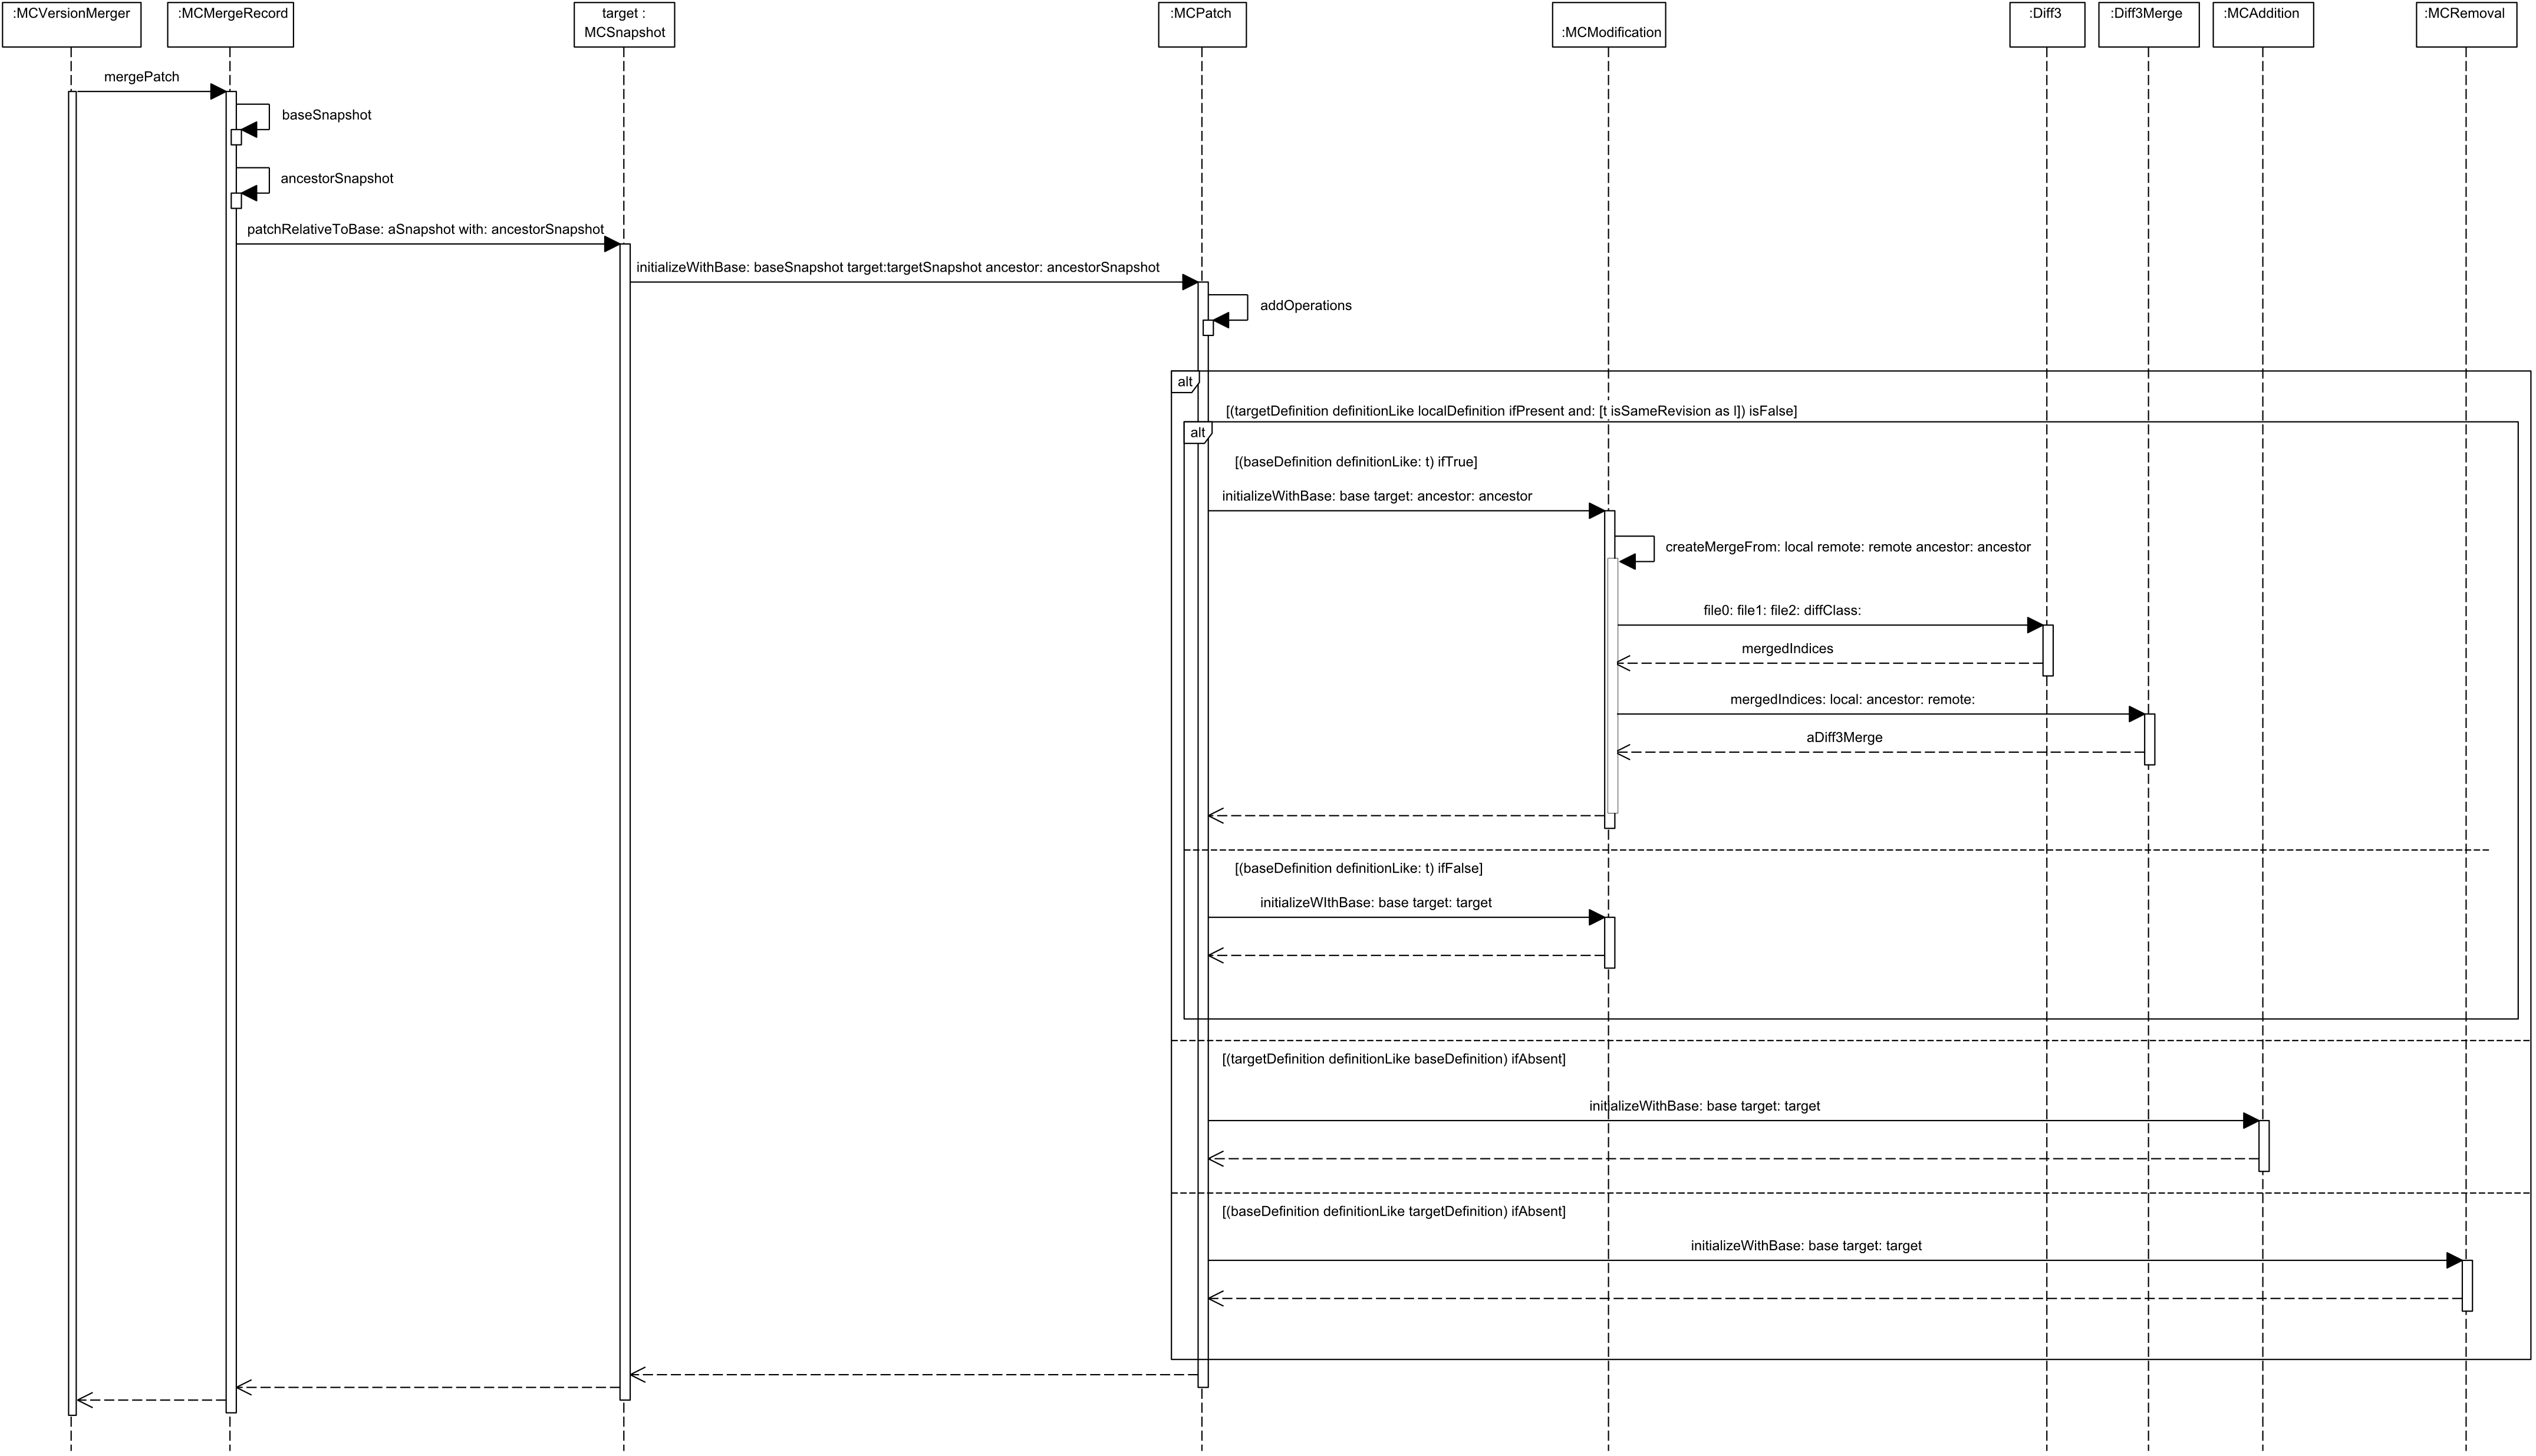 :MCVersionMerger
:MCMergeRecord
target :
MCSnapshot
:MCPatch
:MCModification
:Diff3
:Diff3Merge
:MCAddition
:MCRemoval
mergePatch
baseSnapshot
ancestorSnapshot
patchRelativeToBase: aSnapshot with: ancestorSnapshot
initializeWithBase: baseSnapshot target:targetSnapshot ancestor: ancestorSnapshot
addOperations
alt
[(targetDefinition definitionLike localDefinition ifPresent and: [t isSameRevision as l]) isFalse]
alt
[(baseDefinition definitionLike: t) ifTrue]
initializeWithBase: base target: ancestor: ancestor
createMergeFrom: local remote: remote ancestor: ancestor
file0: file1: file2: diffClass:
mergedIndices
mergedIndices: local: ancestor: remote:
aDiff3Merge
[(baseDefinition definitionLike: t) ifFalse]
initializeWIthBase: base target: target
[(targetDefinition definitionLike baseDefinition) ifAbsent]
initializeWithBase: base target: target
[(baseDefinition definitionLike targetDefinition) ifAbsent]
initializeWithBase: base target: target